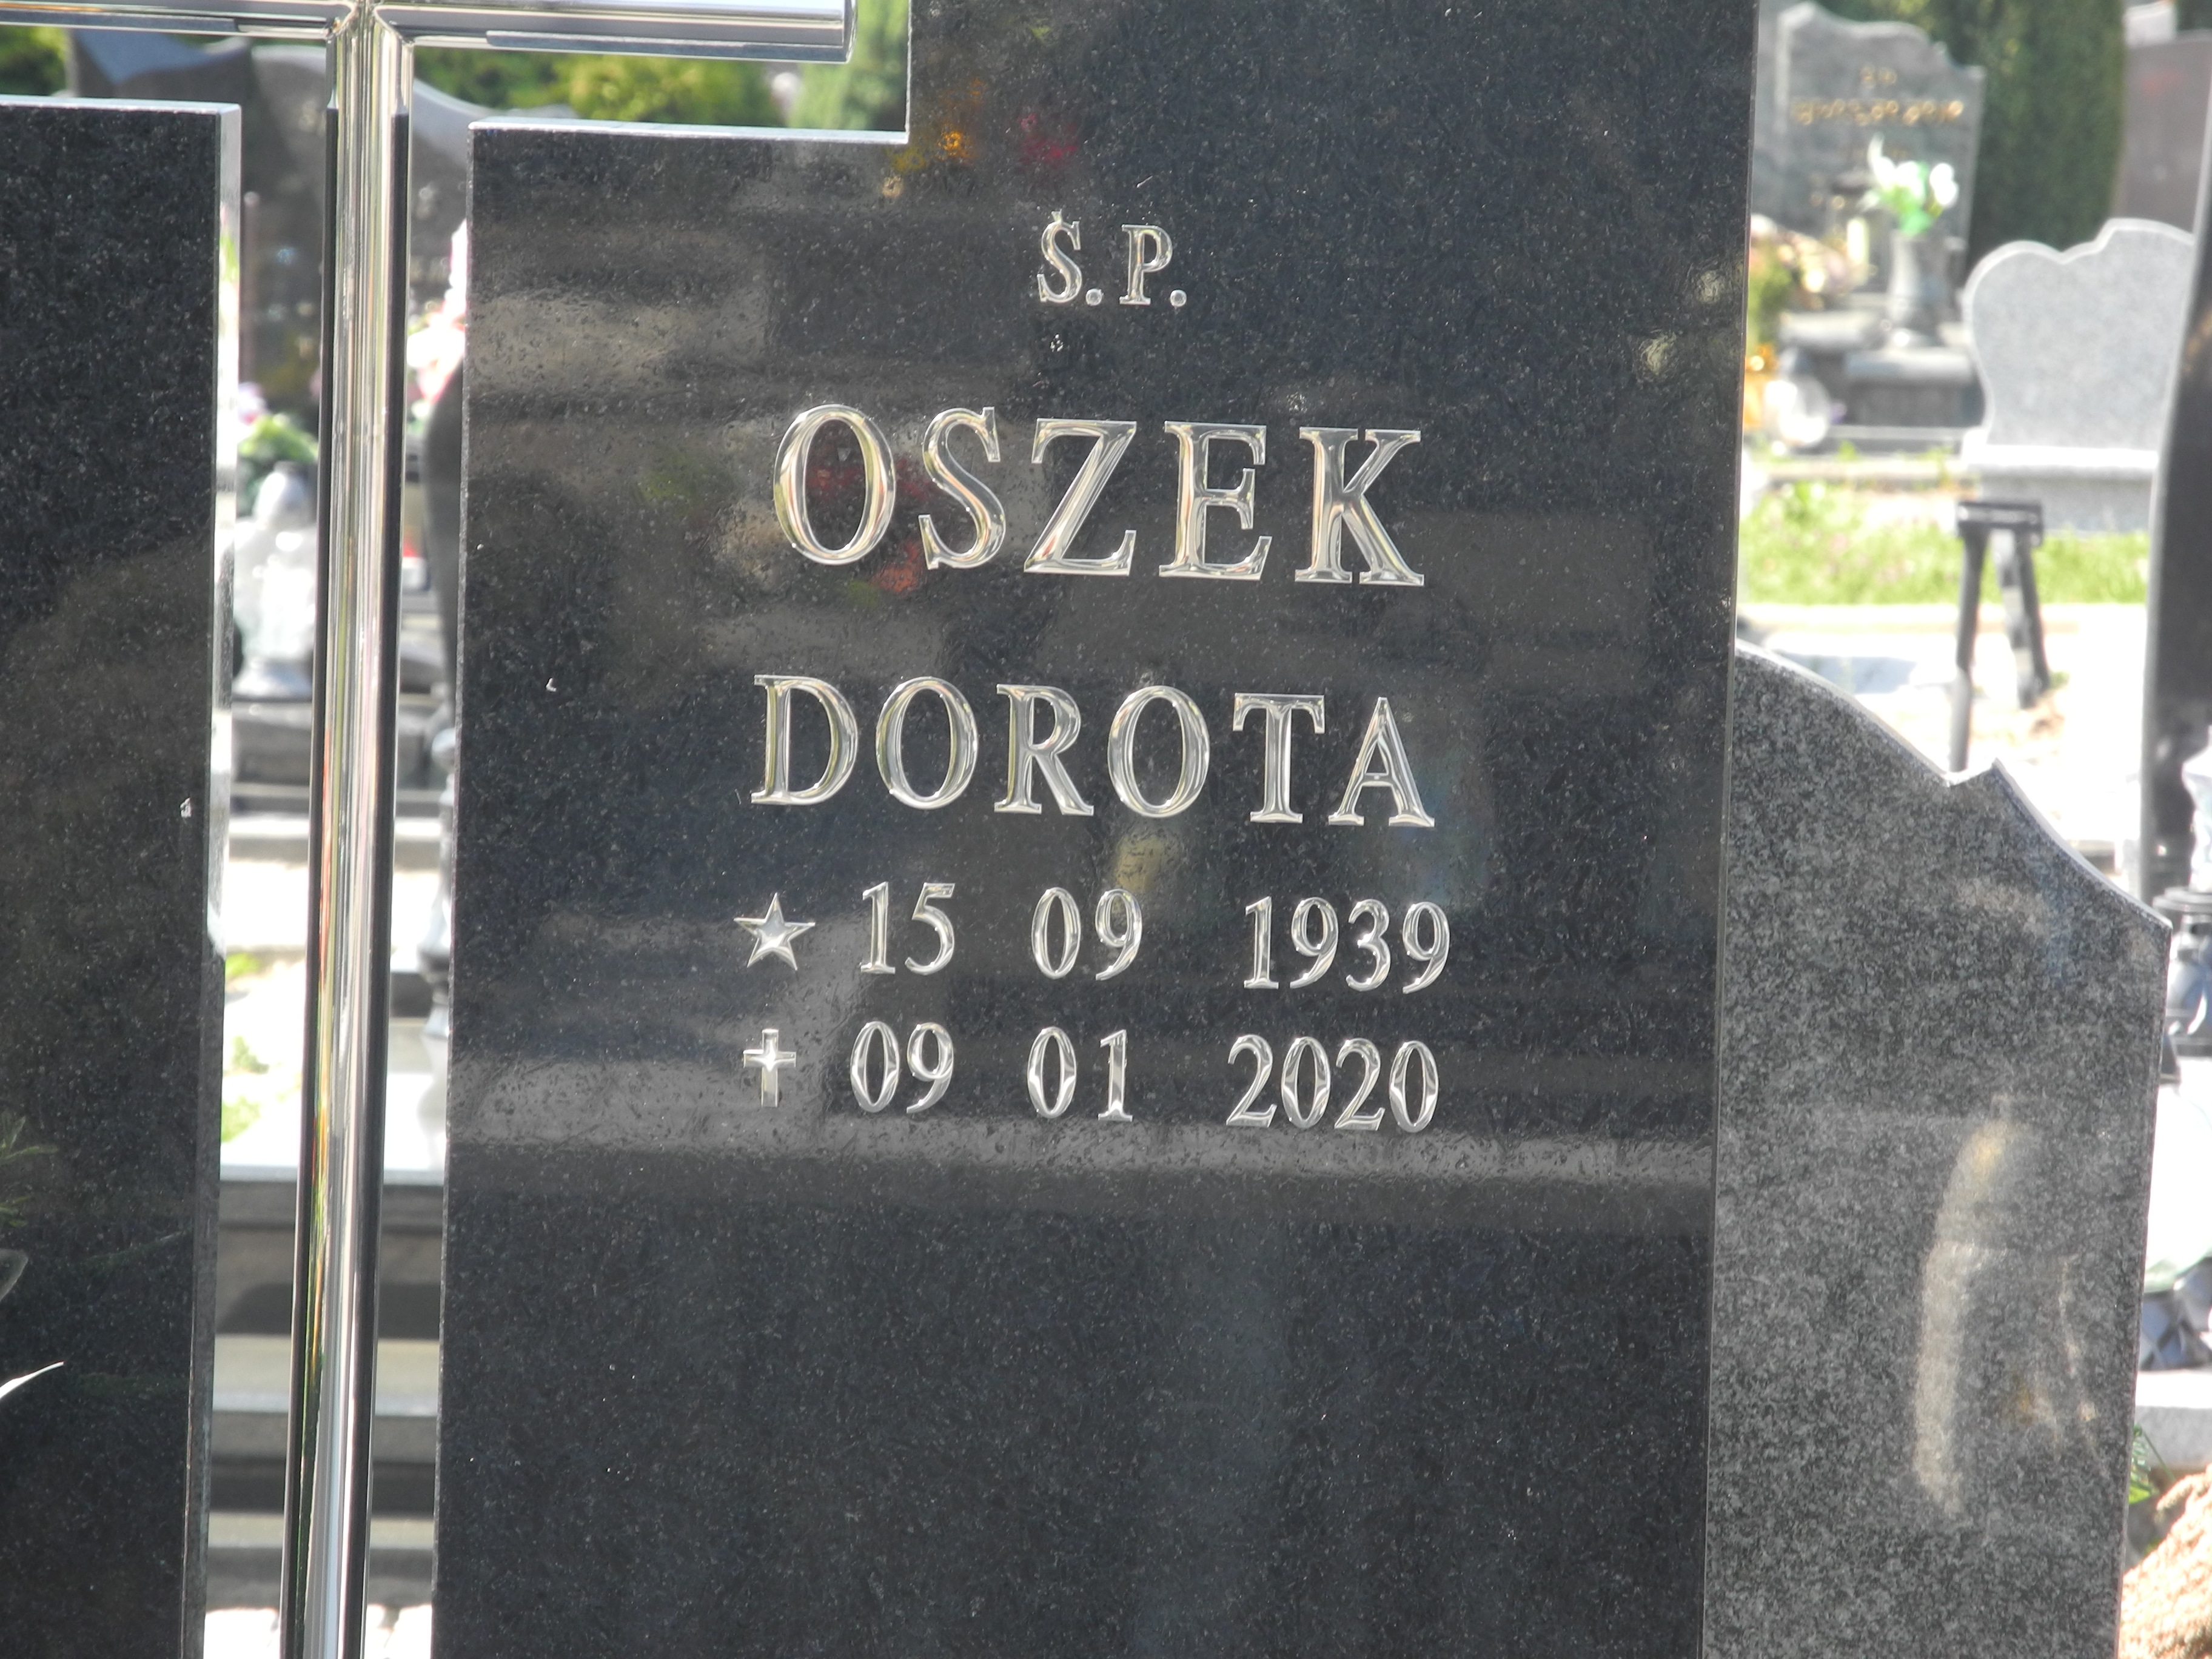 Ś.P.
OSZEK
DOROTA
★ 15 09 1939
✝ 09 01 2020